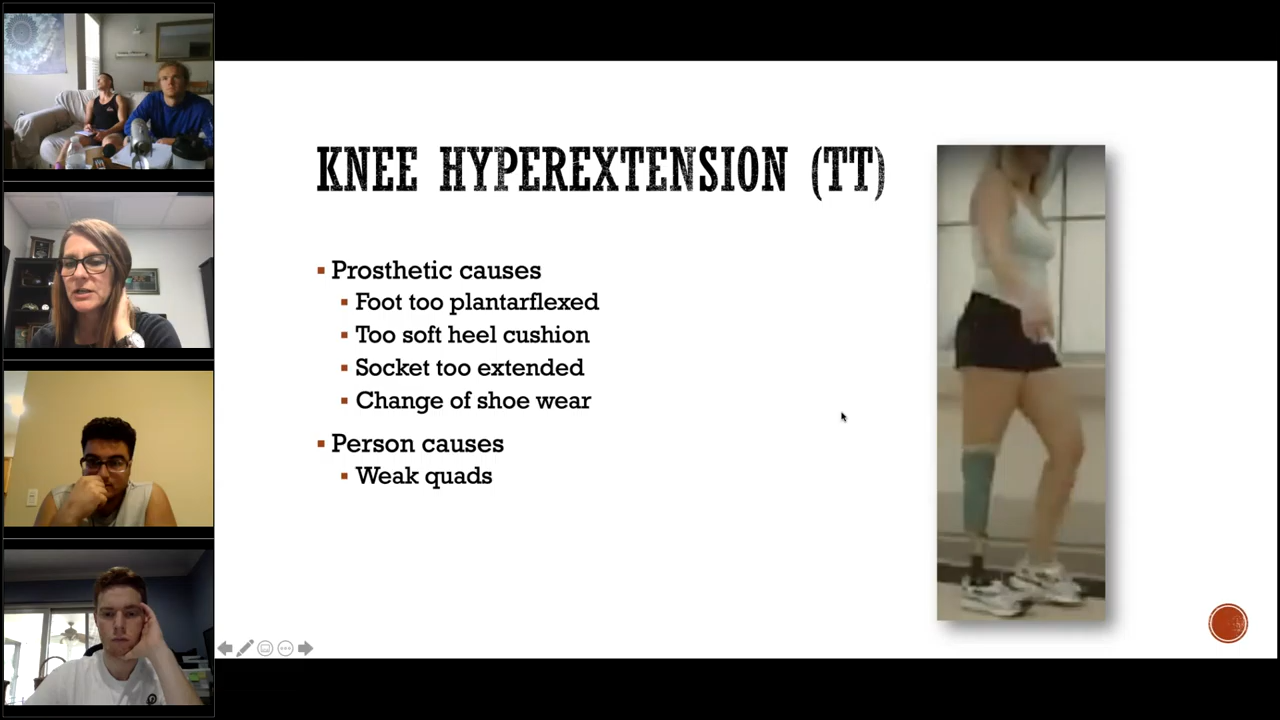 KNEE HYPEREXTENSION (TT)
Prosthetic causes
Foot too plantarflexed
Too soft heel cushion
Socket too extended
Change of shoe wear
Person causes
Weak quads